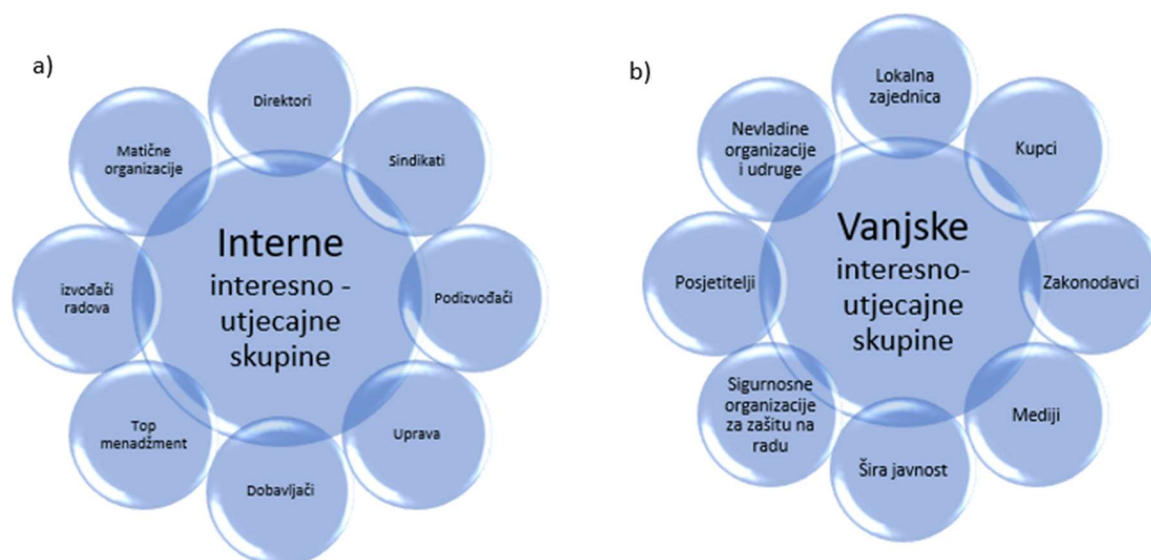 a)
Direktori
Sindikati
Podizvođači
Uprava
Dobavljači
Top
menadžment
izvođači
radova
Matične
organizacije
Interne
interesno -
utjecajne
skupine
b)
Lokalna
zajednica
Kupci
Zakonodavci
Mediji
Šira javnost
Sigurnosne
organizacije
za zašitu na
radu
Posjetitelji
Nevladine
organizacije
i udruge
Vanjske
interesno-
utjecajne
skupine